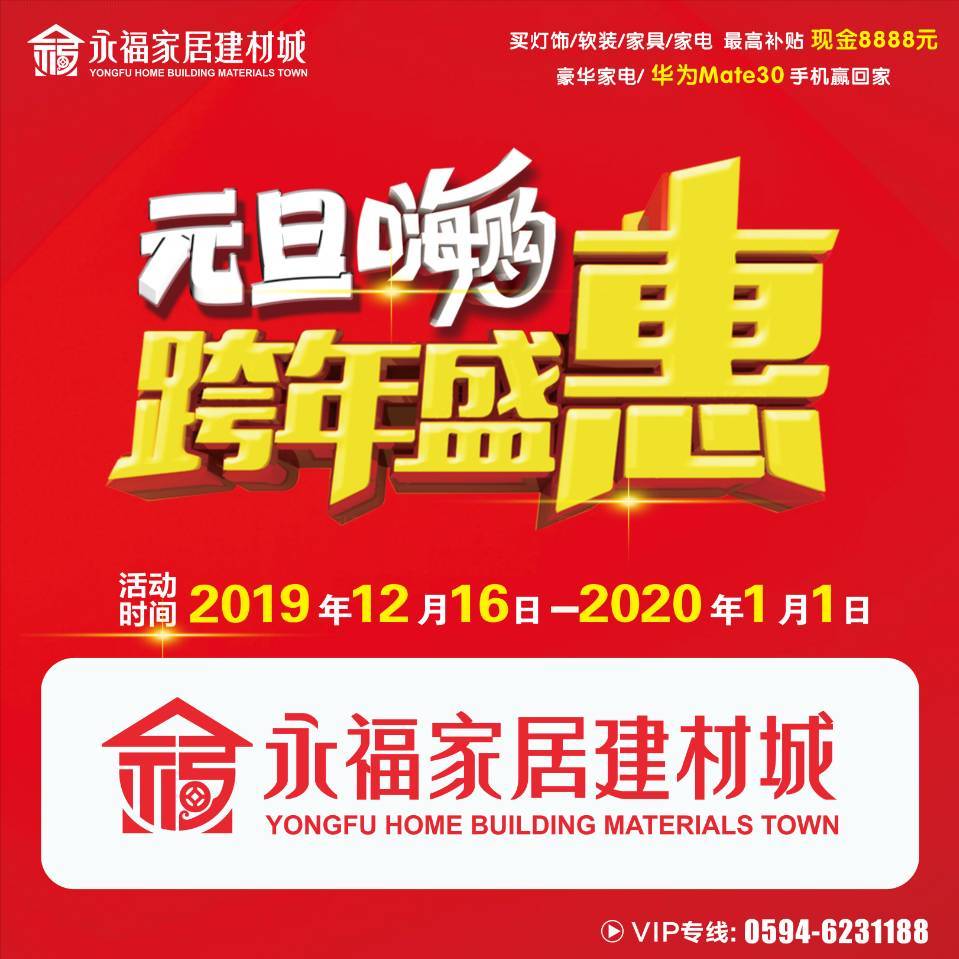 永福家居建材城
YONGFU HOME BUILDING MATERIALS TOWN
买灯饰/软装/家具/家电 最高补贴 现金8888元
豪华家电/ 华为Mate30 手机赢回家
元旦嗨购
跨年盛惠
活动时间 2019年12月16日–2020年1月1日
永福家居建材城
YONGFU HOME BUILDING MATERIALS TOWN
VIP专线: 0594-6231188